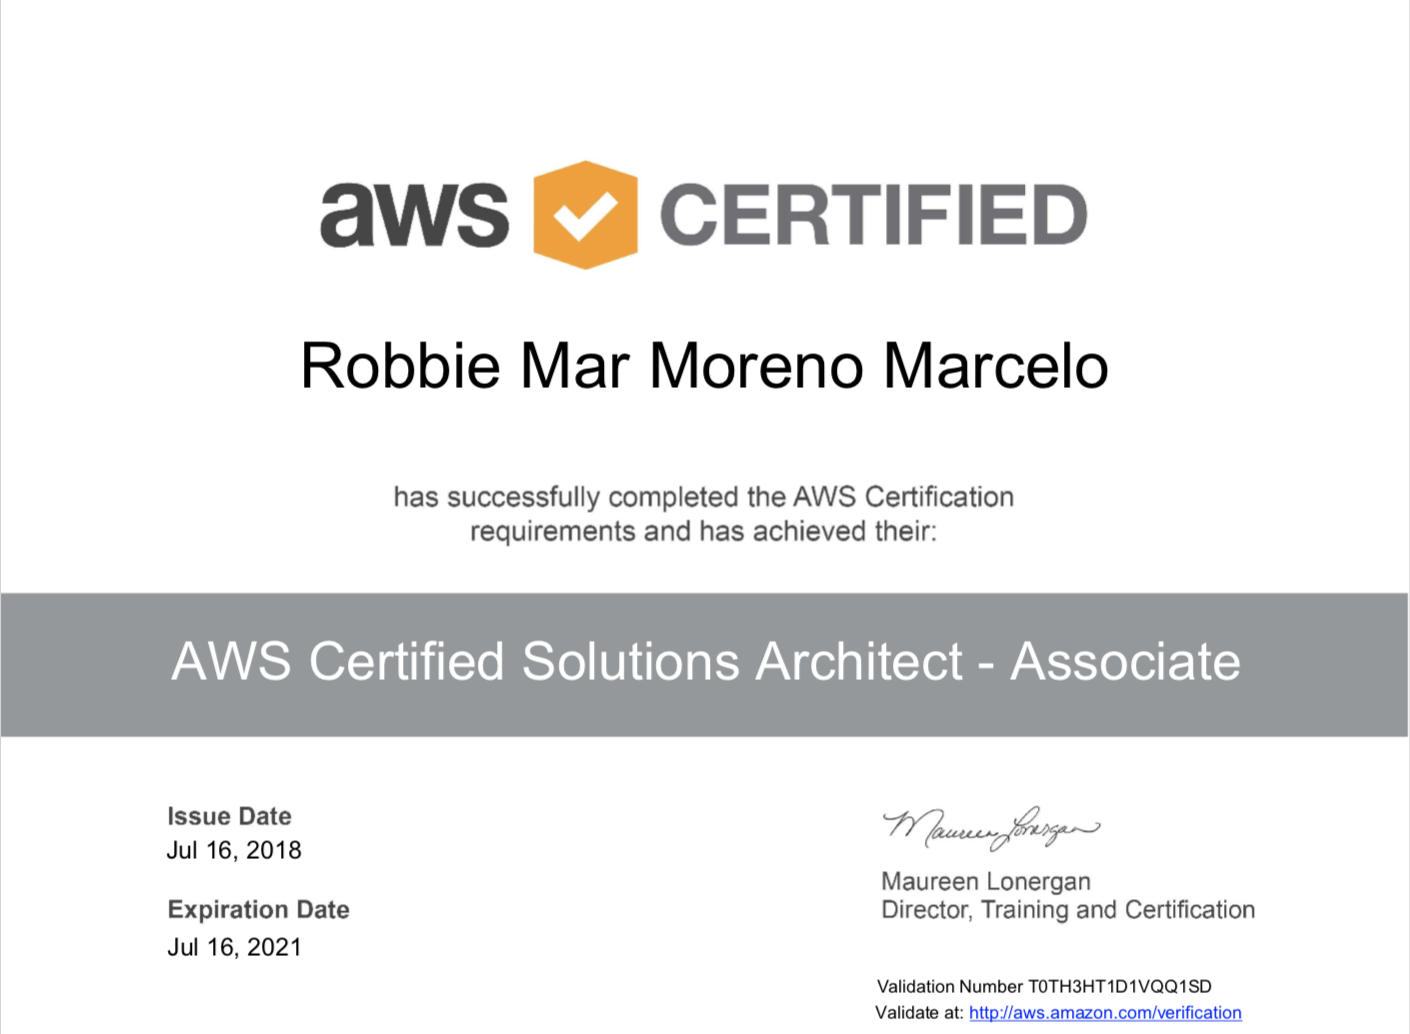 aws CERTIFIED
Robbie Mar Moreno Marcelo
has successfully completed the AWS Certification
requirements and has achieved their:
AWS Certified Solutions Architect - Associate
Issue Date
Jul 16, 2018
Expiration Date
Jul 16, 2021
Maureen Lonergan
Maureen Lonergan
Director, Training and Certification
Validation Number T0TH3HT1D1VQQ1SD
Validate at: http://aws.amazon.com/verification